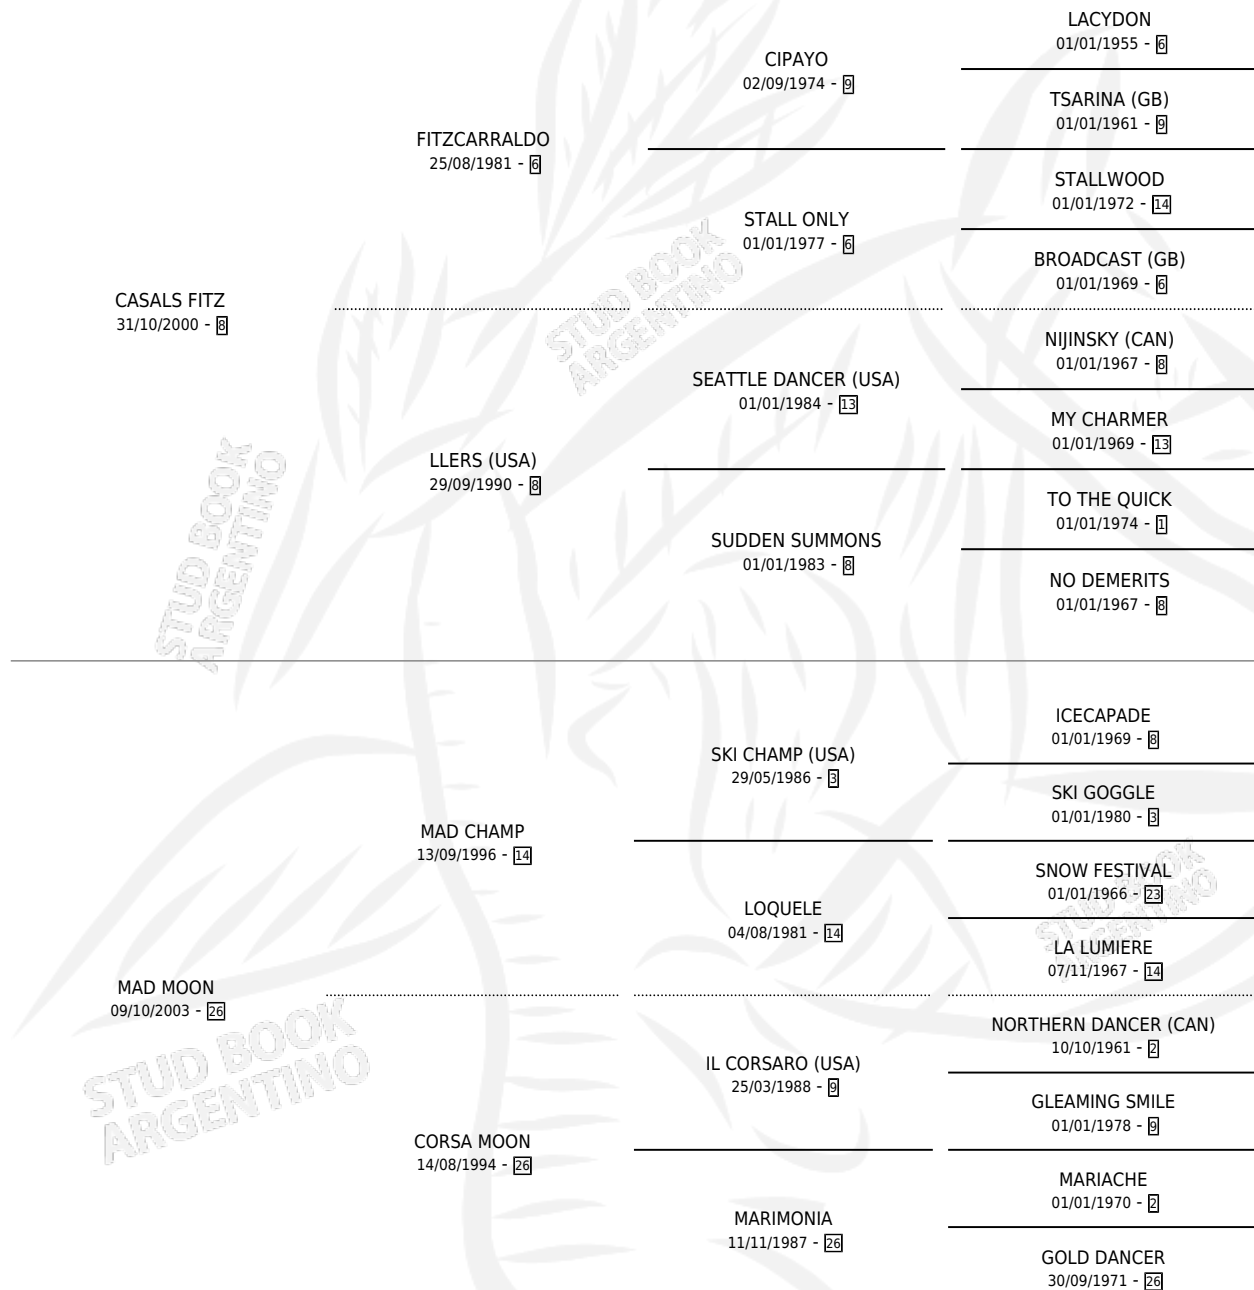 CASALS FITZ
31/10/2000 - 8
FITZCARRALDO
25/08/1981 - 6
CIPAYO
02/09/1974 - 9
LACYDON
01/01/1955 - 6
TSARINA (GB)
01/01/1961 - 9
STALL ONLY
01/01/1977 - 6
STALLWOOD
01/01/1972 - 14
BROADCAST (GB)
01/01/1969 - 6
LLERS (USA)
29/09/1990 - 8
SEATTLE DANCER (USA)
01/01/1984 - 13
NIJINSKY (CAN)
01/01/1967 - 8
MY CHARMER
01/01/1969 - 13
SUDDEN SUMMONS
01/01/1983 - 8
TO THE QUICK
01/01/1974 - 1
NO DEMERITS
01/01/1967 - 8
MAD MOON
09/10/2003 - 26
MAD CHAMP
13/09/1996 - 14
SKI CHAMP (USA)
29/05/1986 - 3
ICECAPADE
01/01/1969 - 8
SKI GOGGLE
01/01/1980 - 3
LOQUELE
04/08/1981 - 14
SNOW FESTIVAL
01/01/1966 - 23
LA LUMIERE
07/11/1967 - 14
CORSA MOON
14/08/1994 - 26
IL CORSARO (USA)
25/03/1988 - 9
NORTHERN DANCER (CAN)
10/10/1961 - 2
GLEAMING SMILE
01/01/1978 - 9
MARIMONIA
11/11/1987 - 26
MARIACHE
01/01/1970 - 2
GOLD DANCER
30/09/1971 - 26
STUD BOOK
ARGENTINO
STUD BOOK
ARGENTINO
STUD BOOK
ARGENTINO
STUD BOOK
ARGENTINO